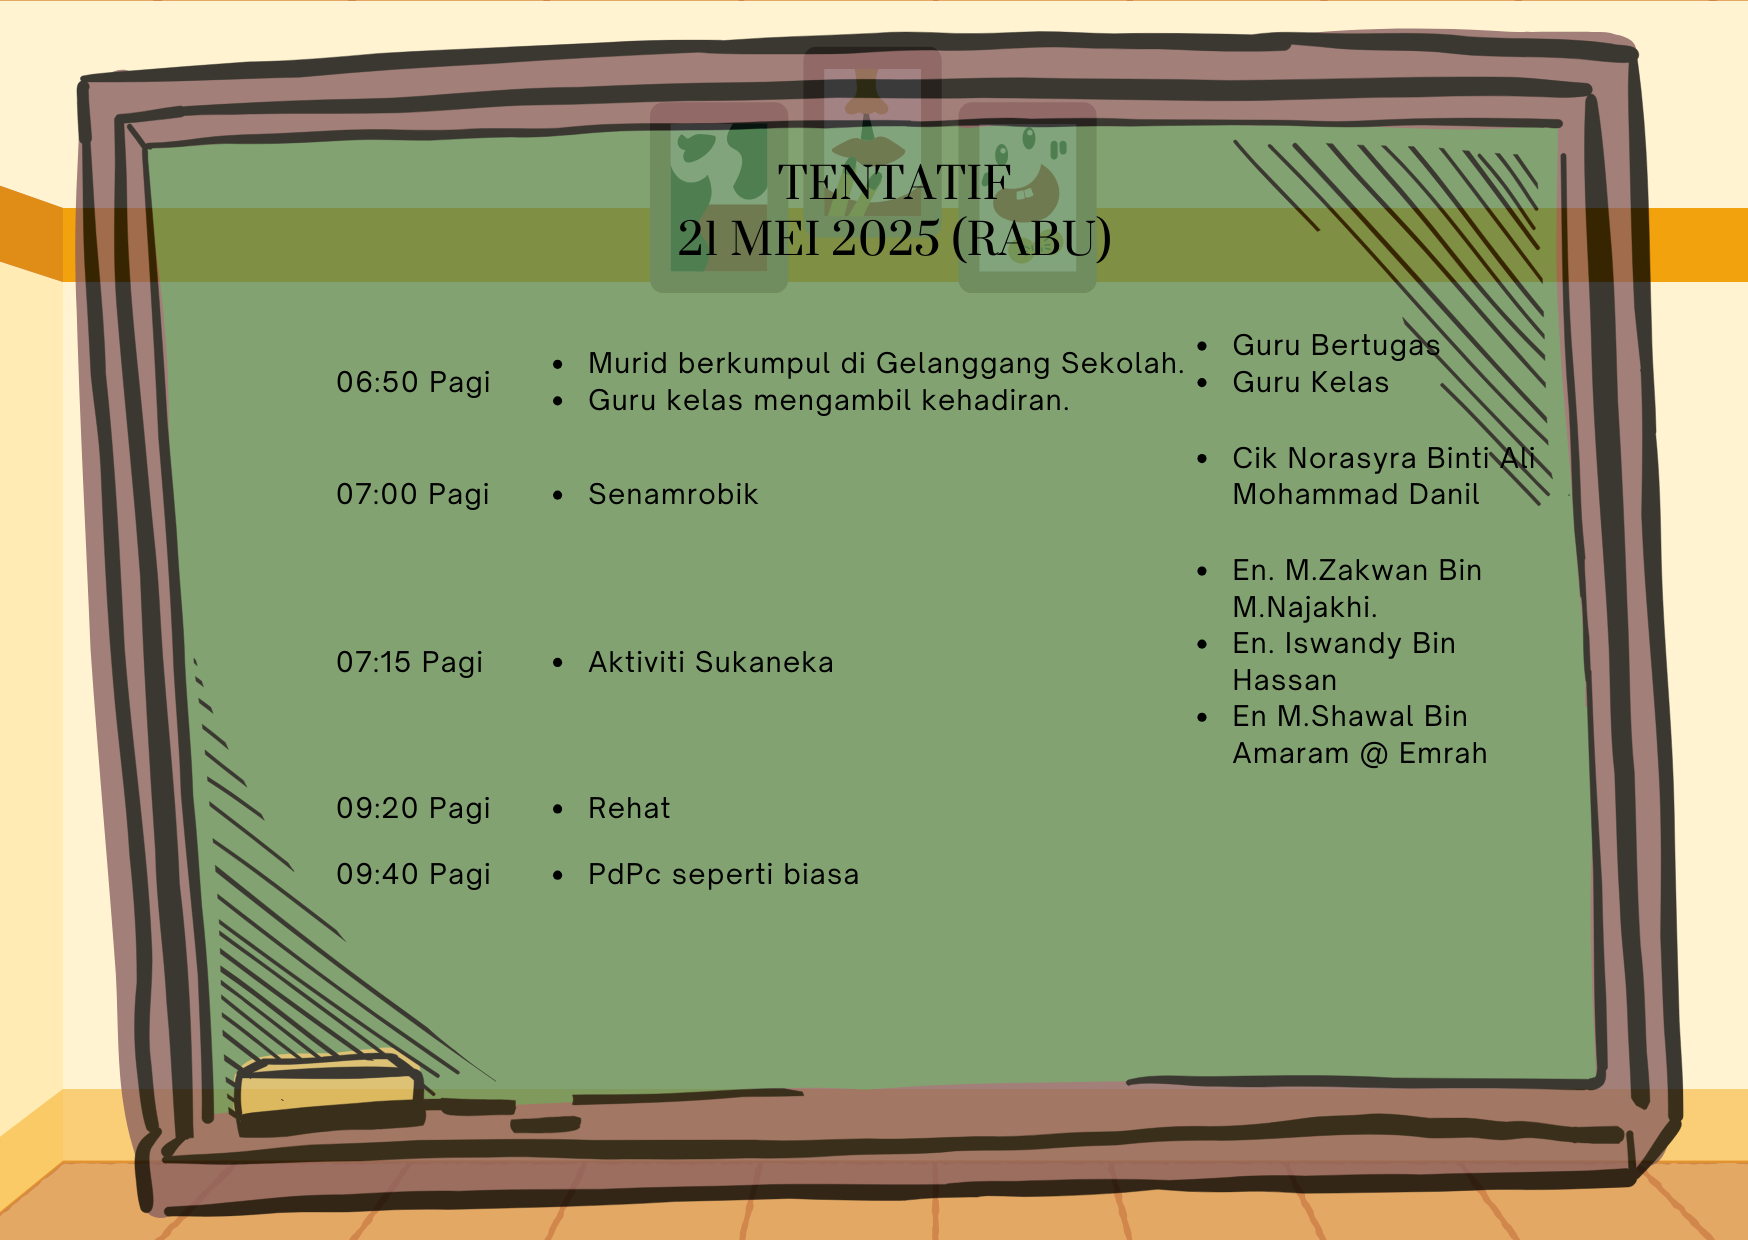 TENTATIF
21 MEI 2025 (RABU)
06:50 Pagi
• Murid berkumpul di Gelanggang Sekolah.
• Guru kelas mengambil kehadiran.
• Guru Bertugas
• Guru Kelas
07:00 Pagi
• Senamrobik
• Cik Norasyra Binti Ali
Mohammad Danil
07:15 Pagi
• Aktiviti Sukaneka
• En. M.Zakwan Bin
M.Najakhi.
• En. Iswandy Bin
Hassan
• En M.Shawal Bin
Amaram @ Emrah
09:20 Pagi
• Rehat
09:40 Pagi
• PdPc seperti biasa